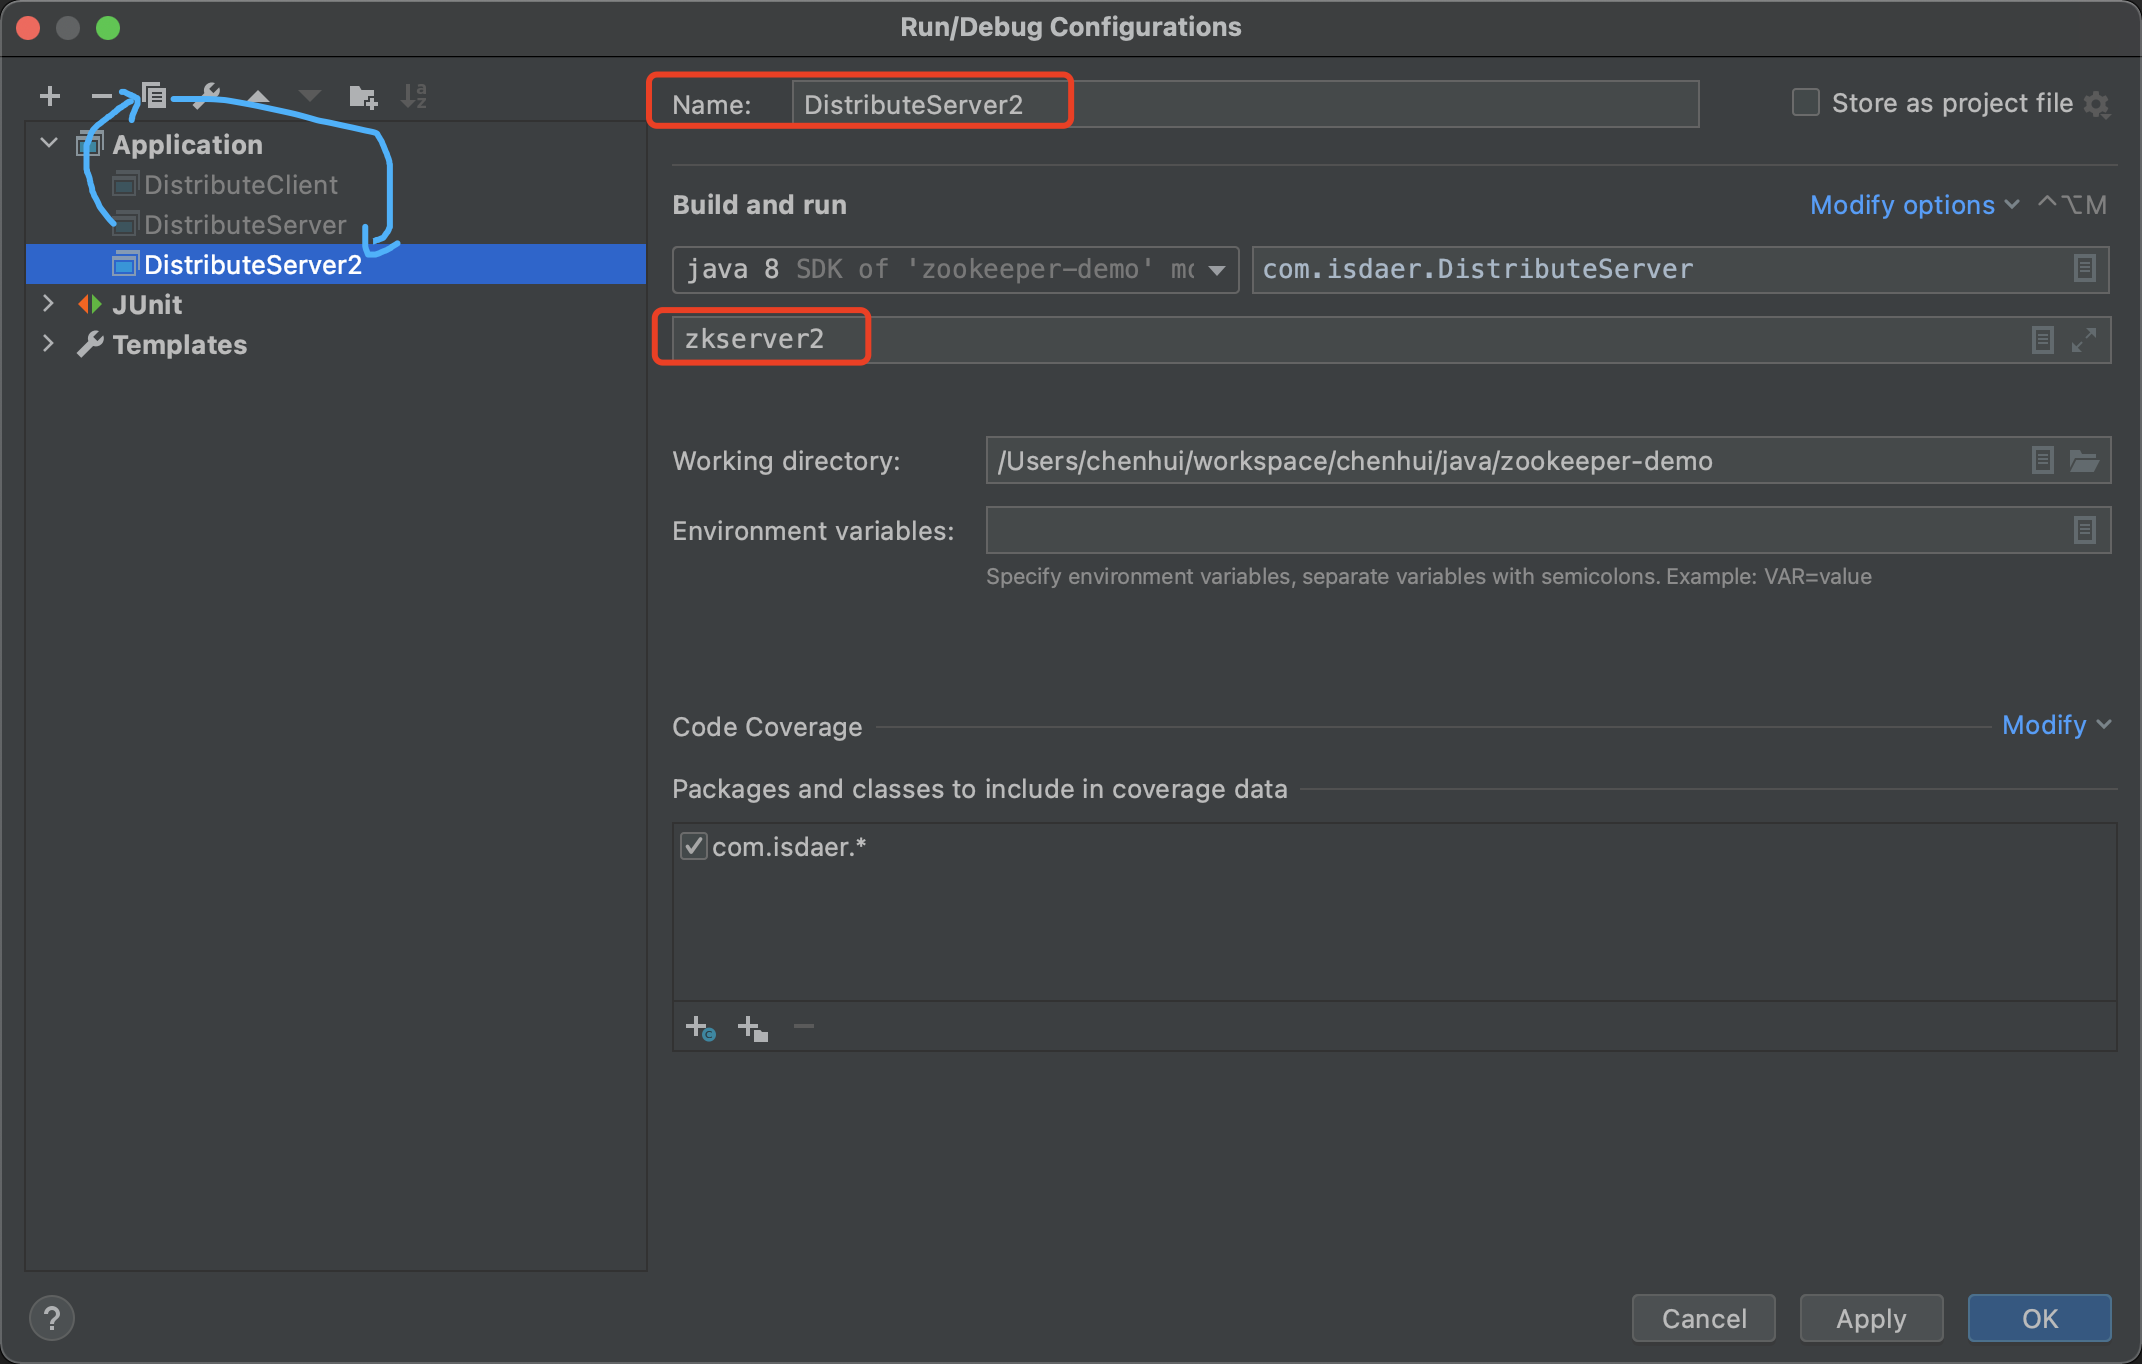 Run/Debug Configurations
Name: DistributeServer2
Store as project file
Application
DistributeClient
DistributeServer
DistributeServer2
JUnit
Templates
Build and run
Modify options ⌃⌥M
java 8 SDK of 'zookeeper-demo' mo
com.isdaer.DistributeServer
zkserver2
Working directory: /Users/chenhui/workspace/chenhui/java/zookeeper-demo
Environment variables:
Specify environment variables, separate variables with semicolons. Example: VAR=value
Code Coverage
Modify
Packages and classes to include in coverage data
com.isdaer.*
?
Cancel
Apply
OK